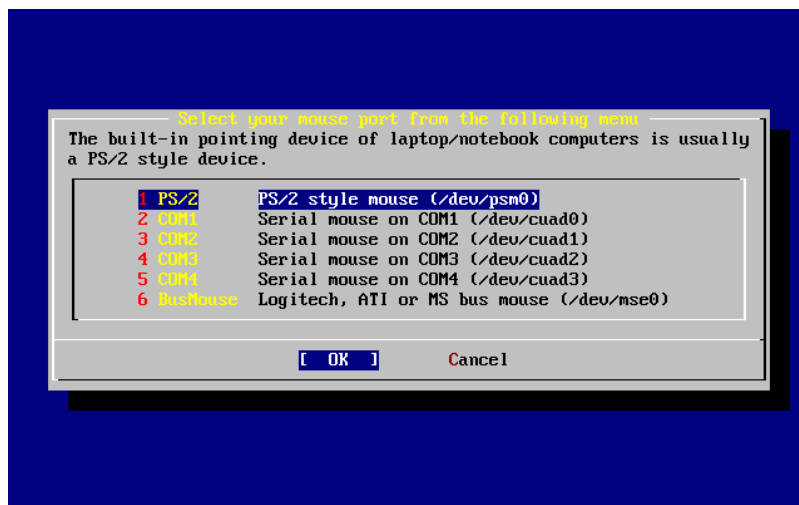 Select your mouse port from the following menu
The built-in pointing device of laptop/notebook computers is usually
a PS/2 style device.
1 PS/2 PS/2 style mouse (/dev/psm0)
2 COM1 Serial mouse on COM1 (/dev/cuad0)
3 COM2 Serial mouse on COM2 (/dev/cuad1)
4 COM3 Serial mouse on COM3 (/dev/cuad2)
5 COM4 Serial mouse on COM4 (/dev/cuad3)
6 BusMouse Logitech, ATI or MS bus mouse (/dev/mse0)
[ OK ] Cancel